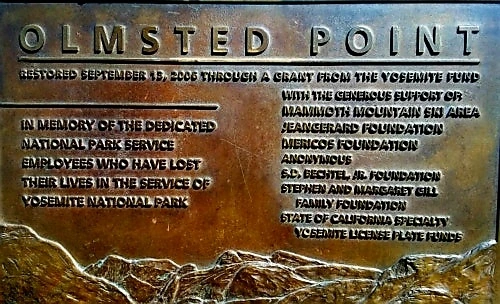 OLMSTED POINT
RESTORED SEPTEMBER 15, 2006 THROUGH A GRANT FROM THE YOSEMITE FUND
IN MEMORY OF THE DEDICATED
NATIONAL PARK SERVICE
EMPLOYEES WHO HAVE LOST
THEIR LIVES IN THE SERVICE OF
YOSEMITE NATIONAL PARK
WITH THE GENEROUS SUPPORT OF:
MAMMOTH MOUNTAIN SKI AREA
JEANGERARD FOUNDATION
MERICOS FOUNDATION
ANONYMOUS
S.D. BECHTEL, JR. FOUNDATION
STEPHEN AND MARGARET GILL
FAMILY FOUNDATION
STATE OF CALIFORNIA SPECIALTY
YOSEMITE LICENSE PLATE FUNDS